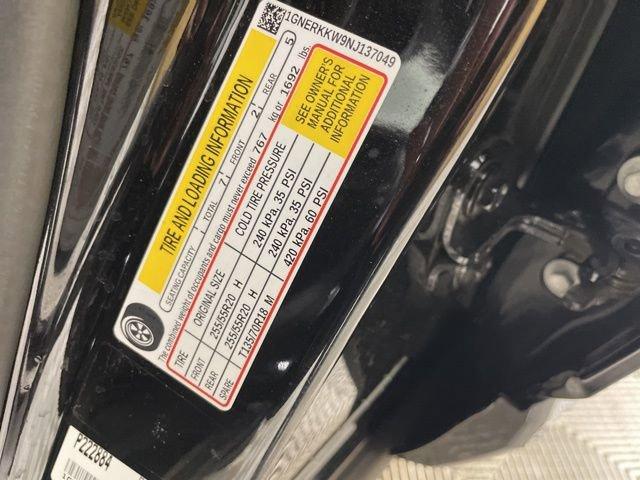 1GNERKKW9NJ137049
TIRE AND LOADING INFORMATION
SEATING CAPACITY TOTAL 7 FRONT 2 REAR 5
The combined weight of occupants and cargo must never exceed 767 kg or 1692 lbs.
TIRE ORIGINAL SIZE COLD TIRE PRESSURE
FRONT 255/55R20 H 240 kPa, 35 PSI
REAR 255/55R20 H 240 kPa, 35 PSI
SPARE T135/70R18 M 420 kPa, 60 PSI
SEE OWNER'S
MANUAL FOR
ADDITIONAL
INFORMATION
P222884